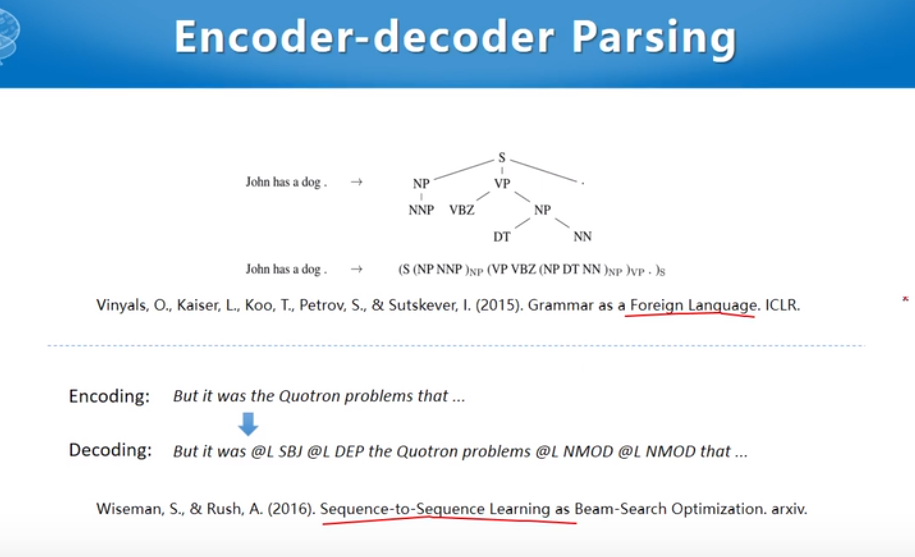 Encoder-decoder Parsing
S
John has a dog . → NP VP .
NNP VBZ NP
DT NN
John has a dog . → (S (NP NNP )NP (VP VBZ (NP DT NN )NP )VP . )S
Vinyals, O., Kaiser, L., Koo, T., Petrov, S., & Sutskever, I. (2015). Grammar as a Foreign Language. ICLR.
Encoding: But it was the Quotron problems that ...
Decoding: But it was @L SBJ @L DEP the Quotron problems @L NMOD @L NMOD that ...
Wiseman, S., & Rush, A. (2016). Sequence-to-Sequence Learning as Beam-Search Optimization. arxiv.